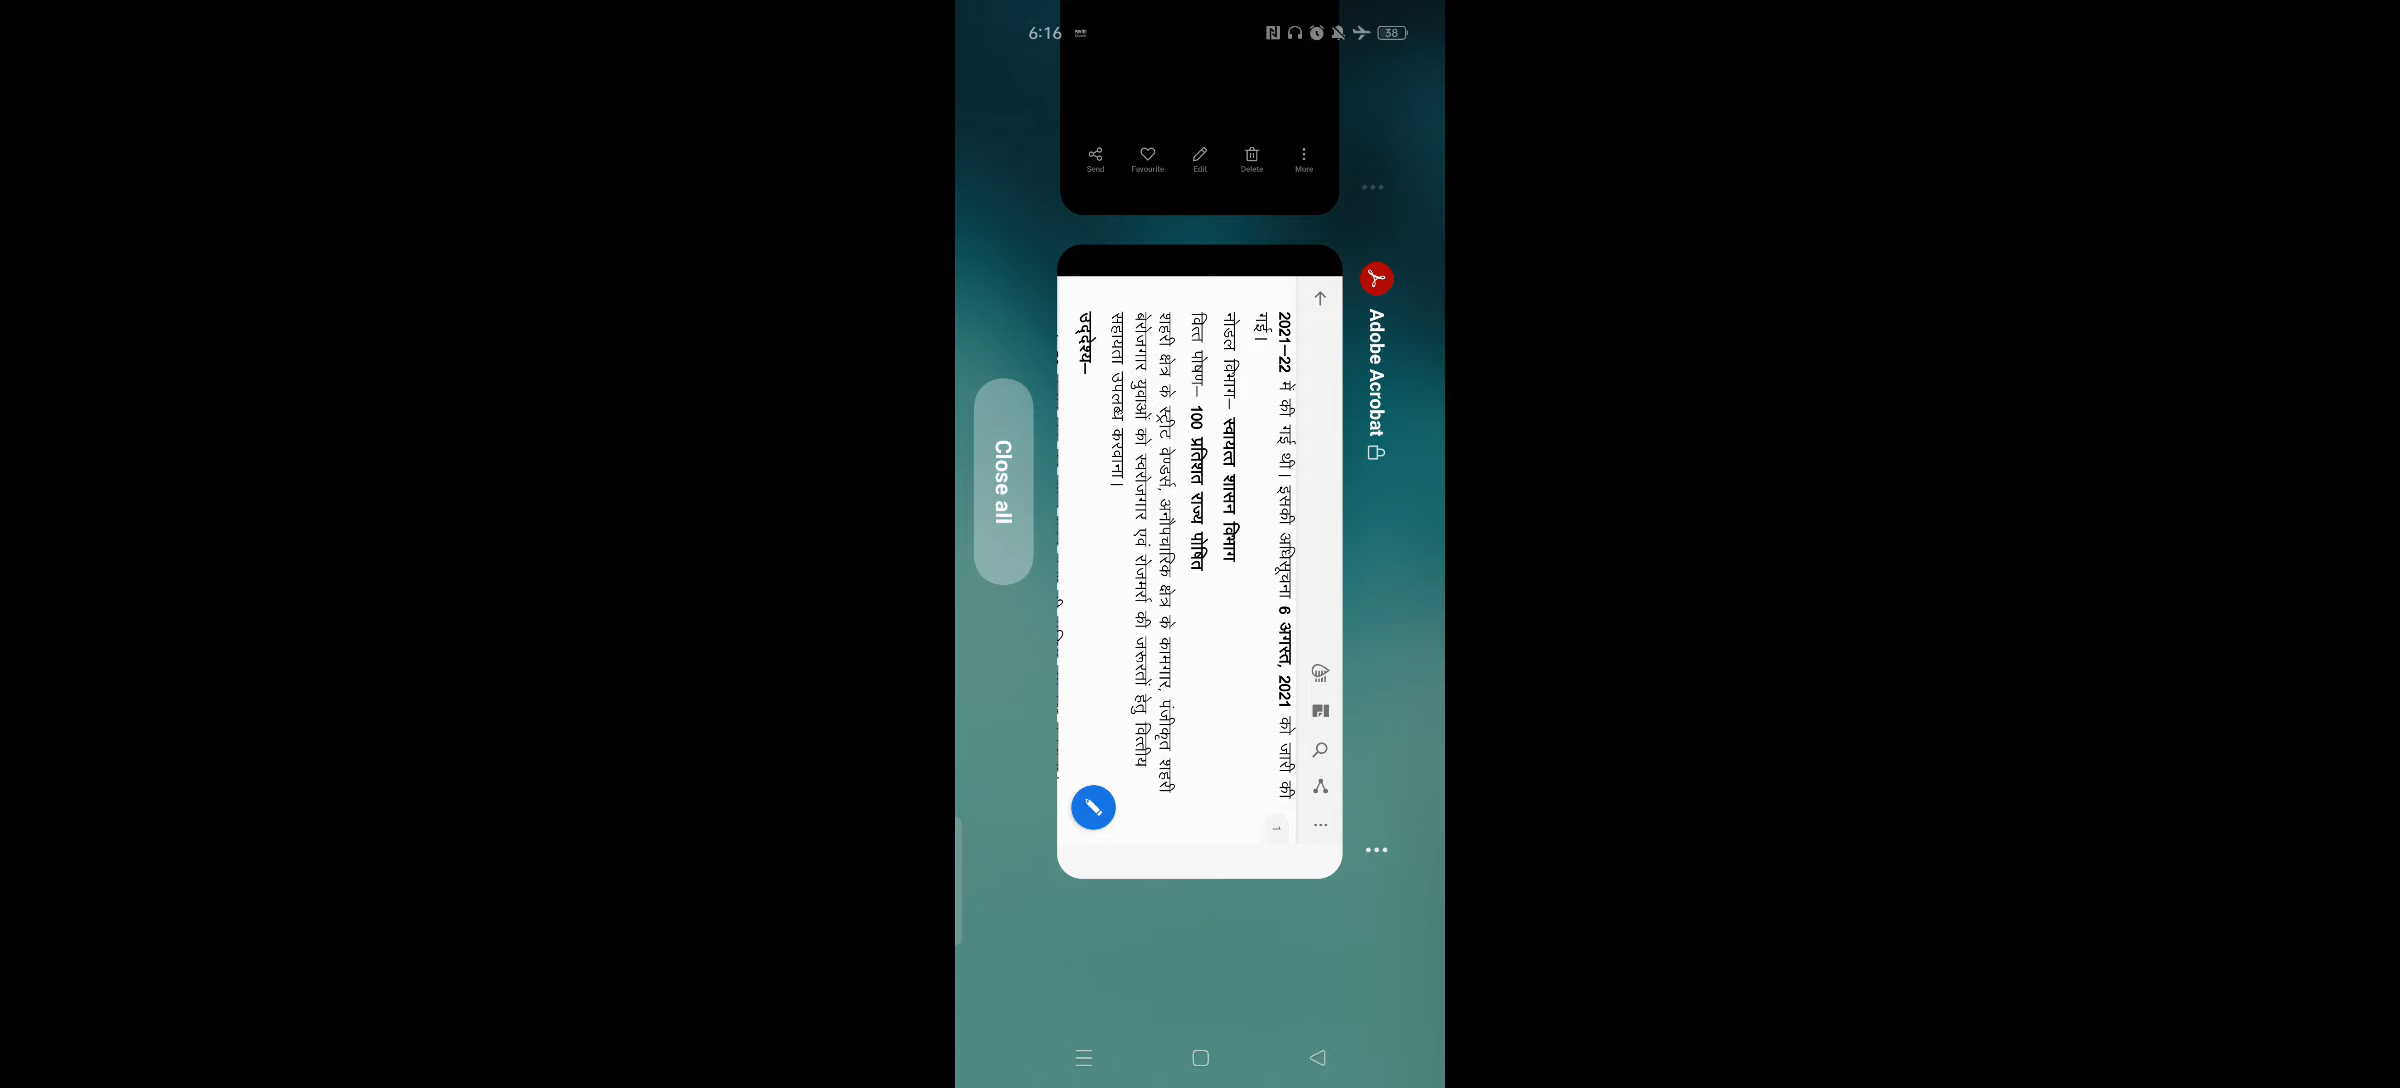 6:16
38
Send
Favourite
Edit
Delete
More
Adobe Acrobat
1
2021–22 में की गई थी। इसकी अधिसूचना 6 अगस्त, 2021 को जारी की
गई।
नोडल विभाग– स्वायत्त शासन विभाग
वित्त पोषण– 100 प्रतिशत राज्य पोषित
शहरी क्षेत्र के स्ट्रीट वेण्डर्स, अनौपचारिक क्षेत्र के कामगार, पंजीकृत शहरी
बेरोजगार युवाओं को स्वरोजगार एवं रोजमर्रा की जरूरतों हेतु वित्तीय
सहायता उपलब्ध करवाना।
उद्देश्य–
Close all